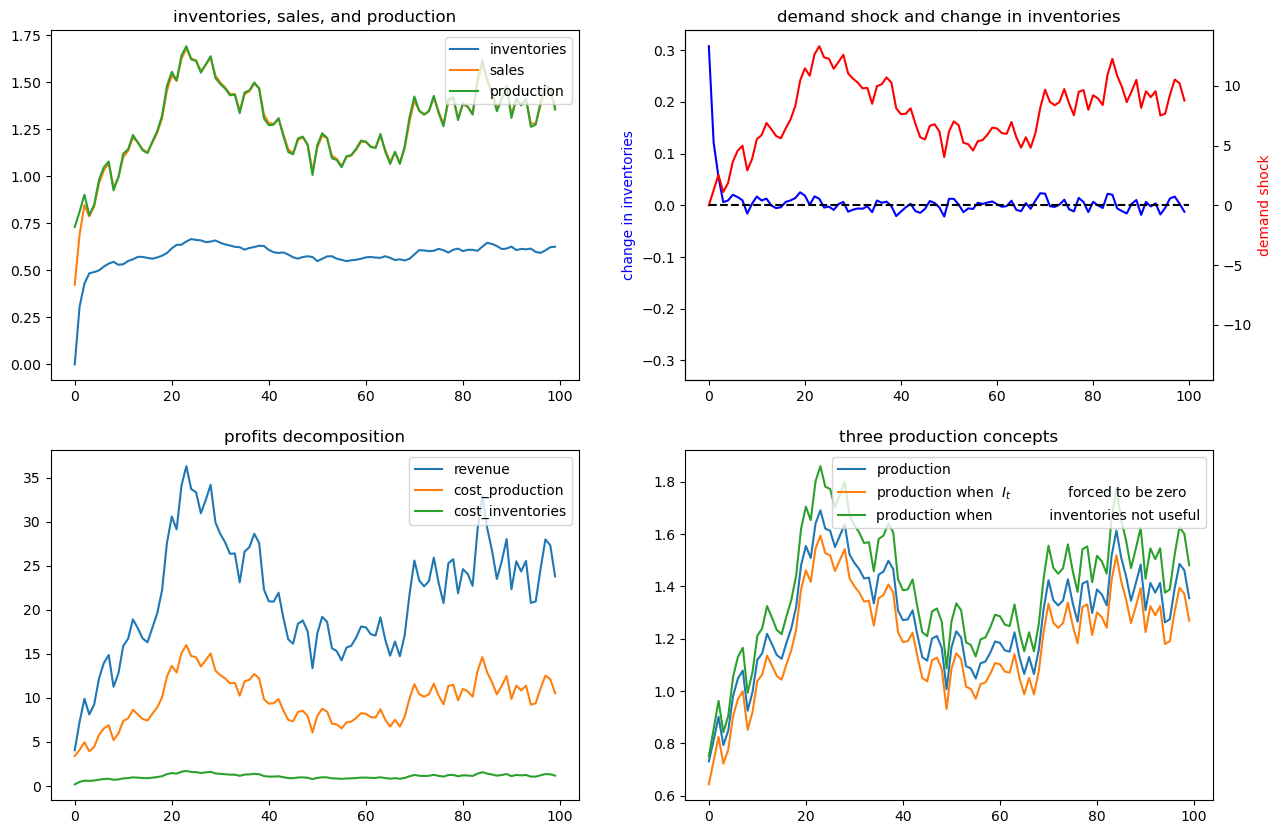 inventories, sales, and production
1.75
1.50
1.25
1.00
0.75
0.50
0.25
0.00
inventories
sales
production
0 20 40 60 80 100
demand shock and change in inventories
change in inventories
0.3
0.2
0.1
0.0
−0.1
−0.2
−0.3
10
5
0
−5
−10
demand shock
0 20 40 60 80 100
profits decomposition
35
30
25
20
15
10
5
0
revenue
cost_production
cost_inventories
0 20 40 60 80 100
three production concepts
1.8
1.6
1.4
1.2
1.0
0.8
0.6
production
production when I_t forced to be zero
production when inventories not useful
0 20 40 60 80 100